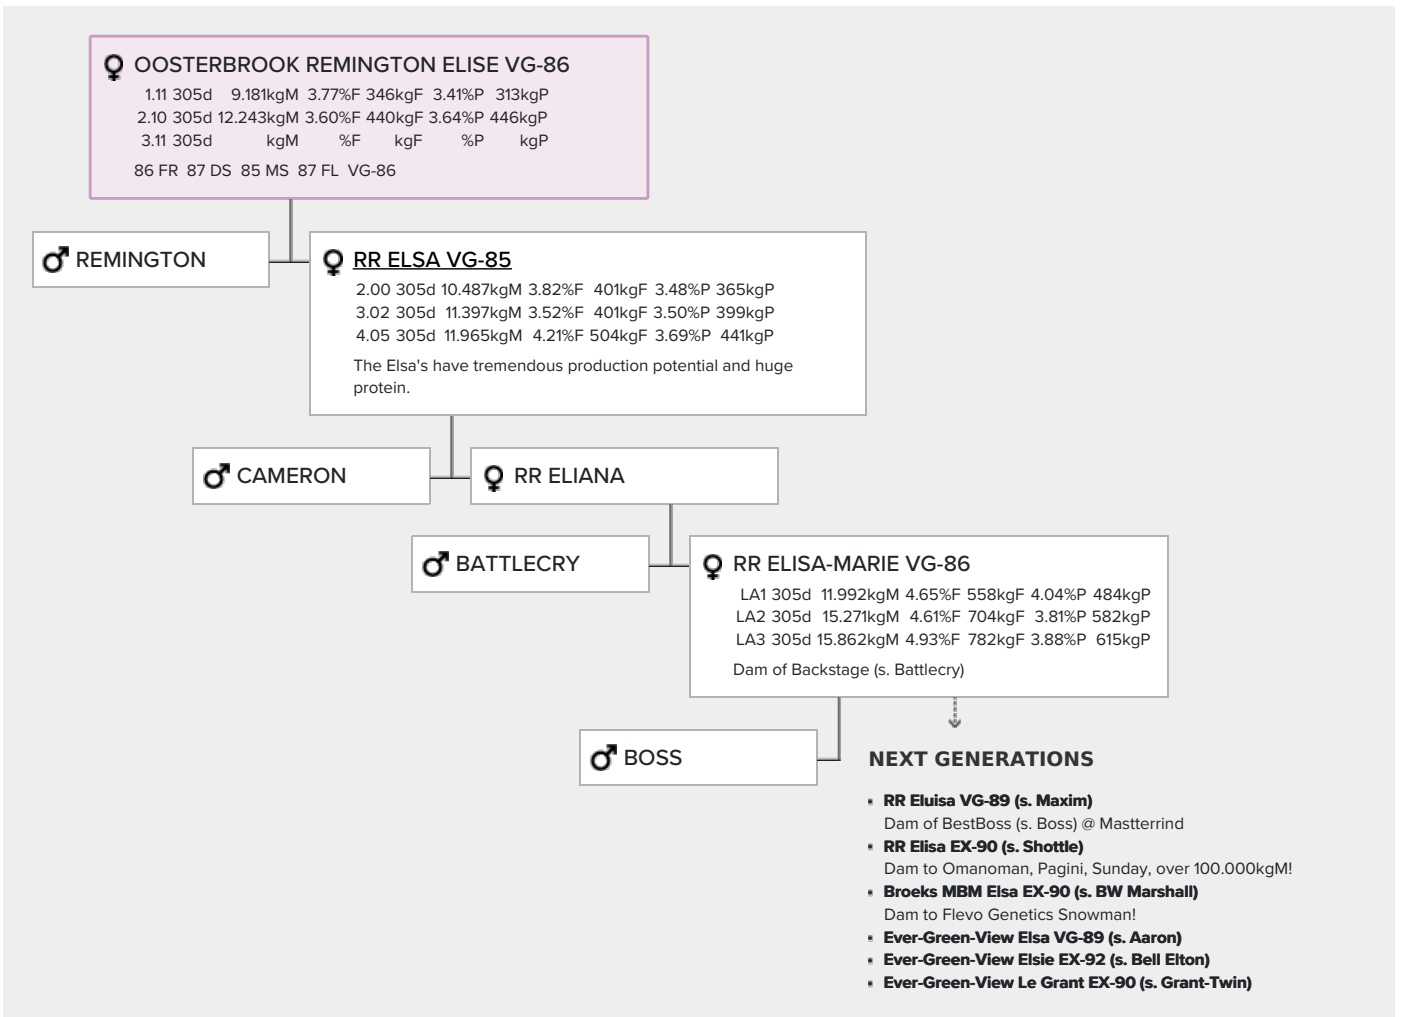 OOSTERBROOK REMINGTON ELISE VG-86
1.11 305d 9.181kgM 3.77%F 346kgF 3.41%P 313kgP
2.10 305d 12.243kgM 3.60%F 440kgF 3.64%P 446kgP
3.11 305d kgM %F kgF %P kgP
86 FR 87 DS 85 MS 87 FL VG-86
REMINGTON
RR ELSA VG-85
2.00 305d 10.487kgM 3.82%F 401kgF 3.48%P 365kgP
3.02 305d 11.397kgM 3.52%F 401kgF 3.50%P 399kgP
4.05 305d 11.965kgM 4.21%F 504kgF 3.69%P 441kgP
The Elsa's have tremendous production potential and huge
protein.
CAMERON
RR ELIANA
BATTLECRY
RR ELISA-MARIE VG-86
LA1 305d 11.992kgM 4.65%F 558kgF 4.04%P 484kgP
LA2 305d 15.271kgM 4.61%F 704kgF 3.81%P 582kgP
LA3 305d 15.862kgM 4.93%F 782kgF 3.88%P 615kgP
Dam of Backstage (s. Battlecry)
BOSS
NEXT GENERATIONS
RR Eluisa VG-89 (s. Maxim)
Dam of BestBoss (s. Boss) @ Mastterrind
RR Elisa EX-90 (s. Shottle)
Dam to Omanoman, Pagini, Sunday, over 100.000kgM!
Broeks MBM Elsa EX-90 (s. BW Marshall)
Dam to Flevo Genetics Snowman!
Ever-Green-View Elsa VG-89 (s. Aaron)
Ever-Green-View Elsie EX-92 (s. Bell Elton)
Ever-Green-View Le Grant EX-90 (s. Grant-Twin)